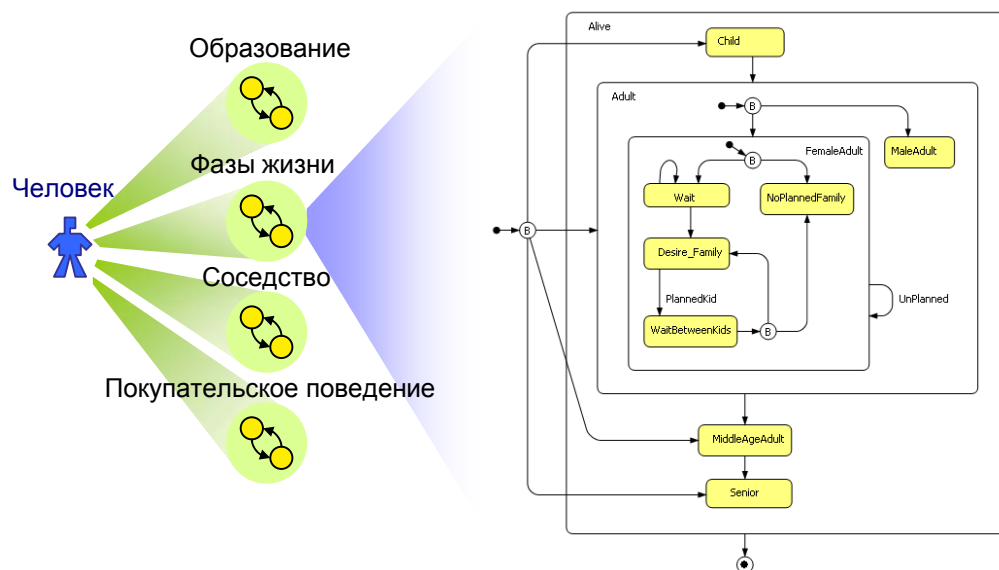 Образование
Фазы жизни
Человек
Соседство
Покупательское поведение
Alive
Child
Adult
B
MaleAdult
FemaleAdult
B
Wait
NoPlannedFamily
B
Desire_Family
PlannedKid
UnPlanned
WaitBetweenKids
B
MiddleAgeAdult
Senior